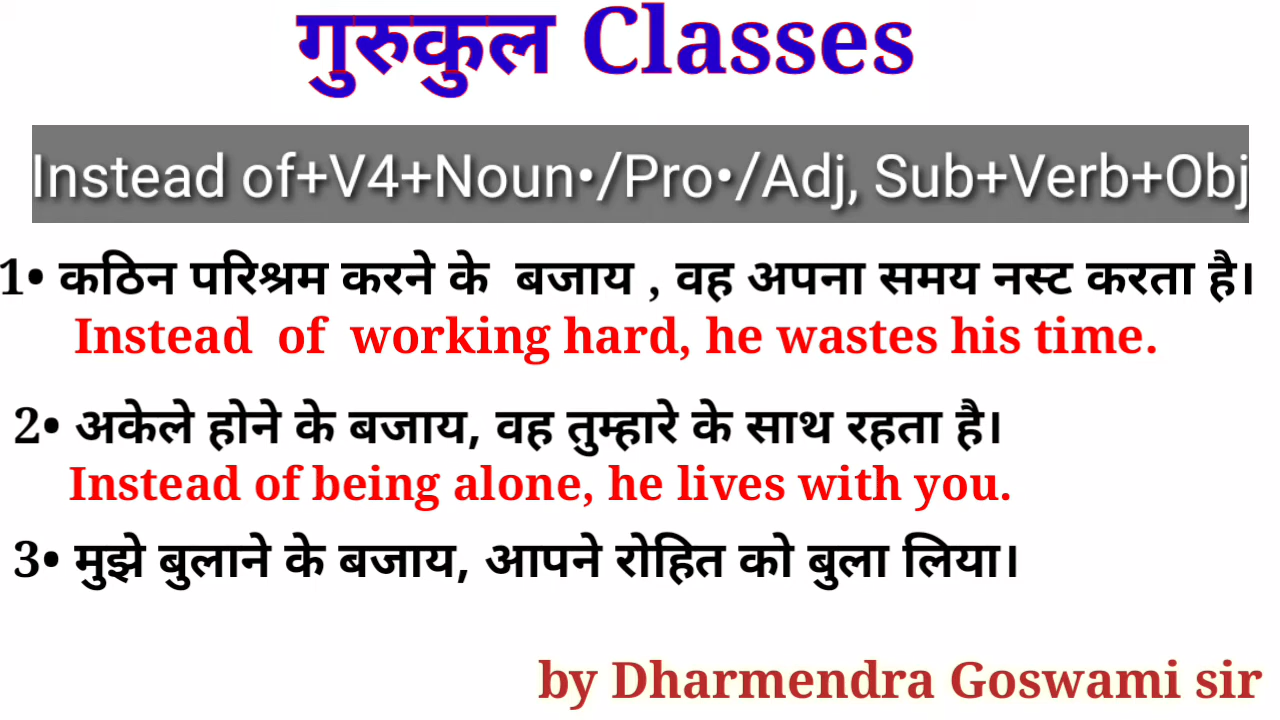 गुरुकुल Classes
Instead of+V4+Noun•/Pro•/Adj, Sub+Verb+Obj
1• कठिन परिश्रम करने के बजाय , वह अपना समय नस्ट करता है।
Instead of working hard, he wastes his time.
2• अकेले होने के बजाय, वह तुम्हारे के साथ रहता है।
Instead of being alone, he lives with you.
3• मुझे बुलाने के बजाय, आपने रोहित को बुला लिया।
by Dharmendra Goswami sir